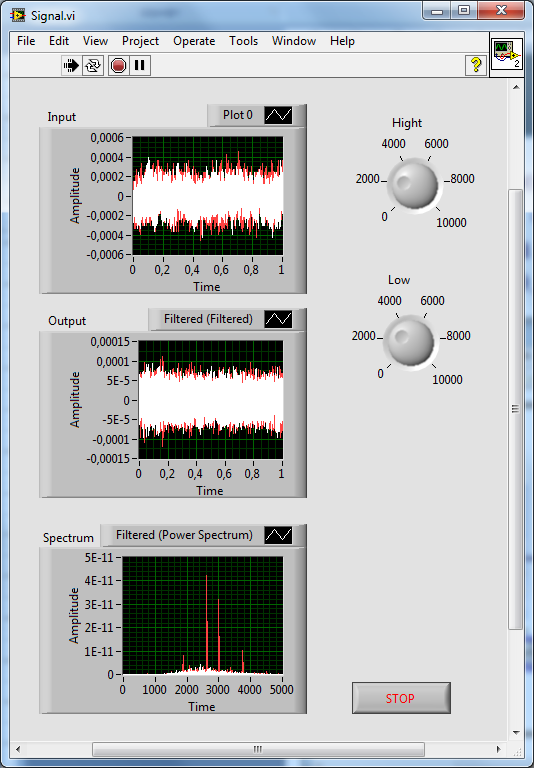 Signal.vi
File Edit View Project Operate Tools Window Help
2
Input
Plot 0
0,0006
0,0004
0,0002
0
-0,0002
-0,0004
-0,0006
Amplitude
0 0,2 0,4 0,6 0,8 1
Time
Hight
0 2000 4000 6000 8000 10000
Low
0 2000 4000 6000 8000 10000
Output
Filtered (Filtered)
0,00015
0,0001
5E-5
0
-5E-5
-0,0001
-0,00015
Amplitude
0 0,2 0,4 0,6 0,8 1
Time
Spectrum
Filtered (Power Spectrum)
5E-11
4E-11
3E-11
2E-11
1E-11
0
Amplitude
0 1000 2000 3000 4000 5000
Time
STOP